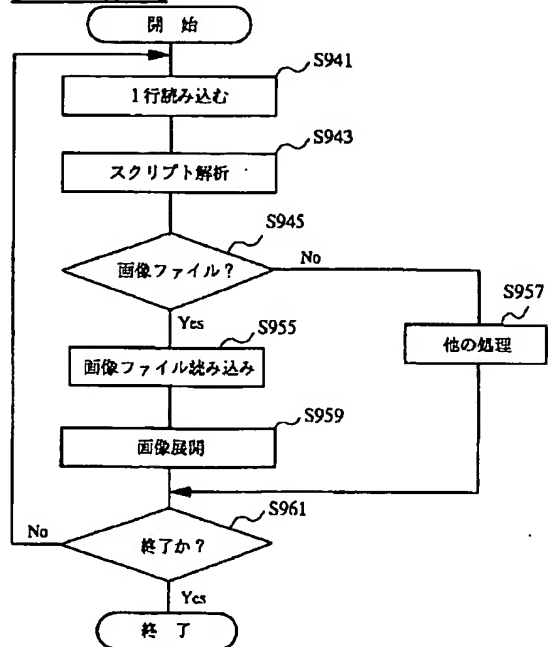 開 始
S941
1行読み込む
S943
スクリプト解析
S945
画像ファイル?
No
S957
Yes
S955
他の処理
画像ファイル読み込み
S959
画像展開
S961
No
終了か?
Yes
終 了